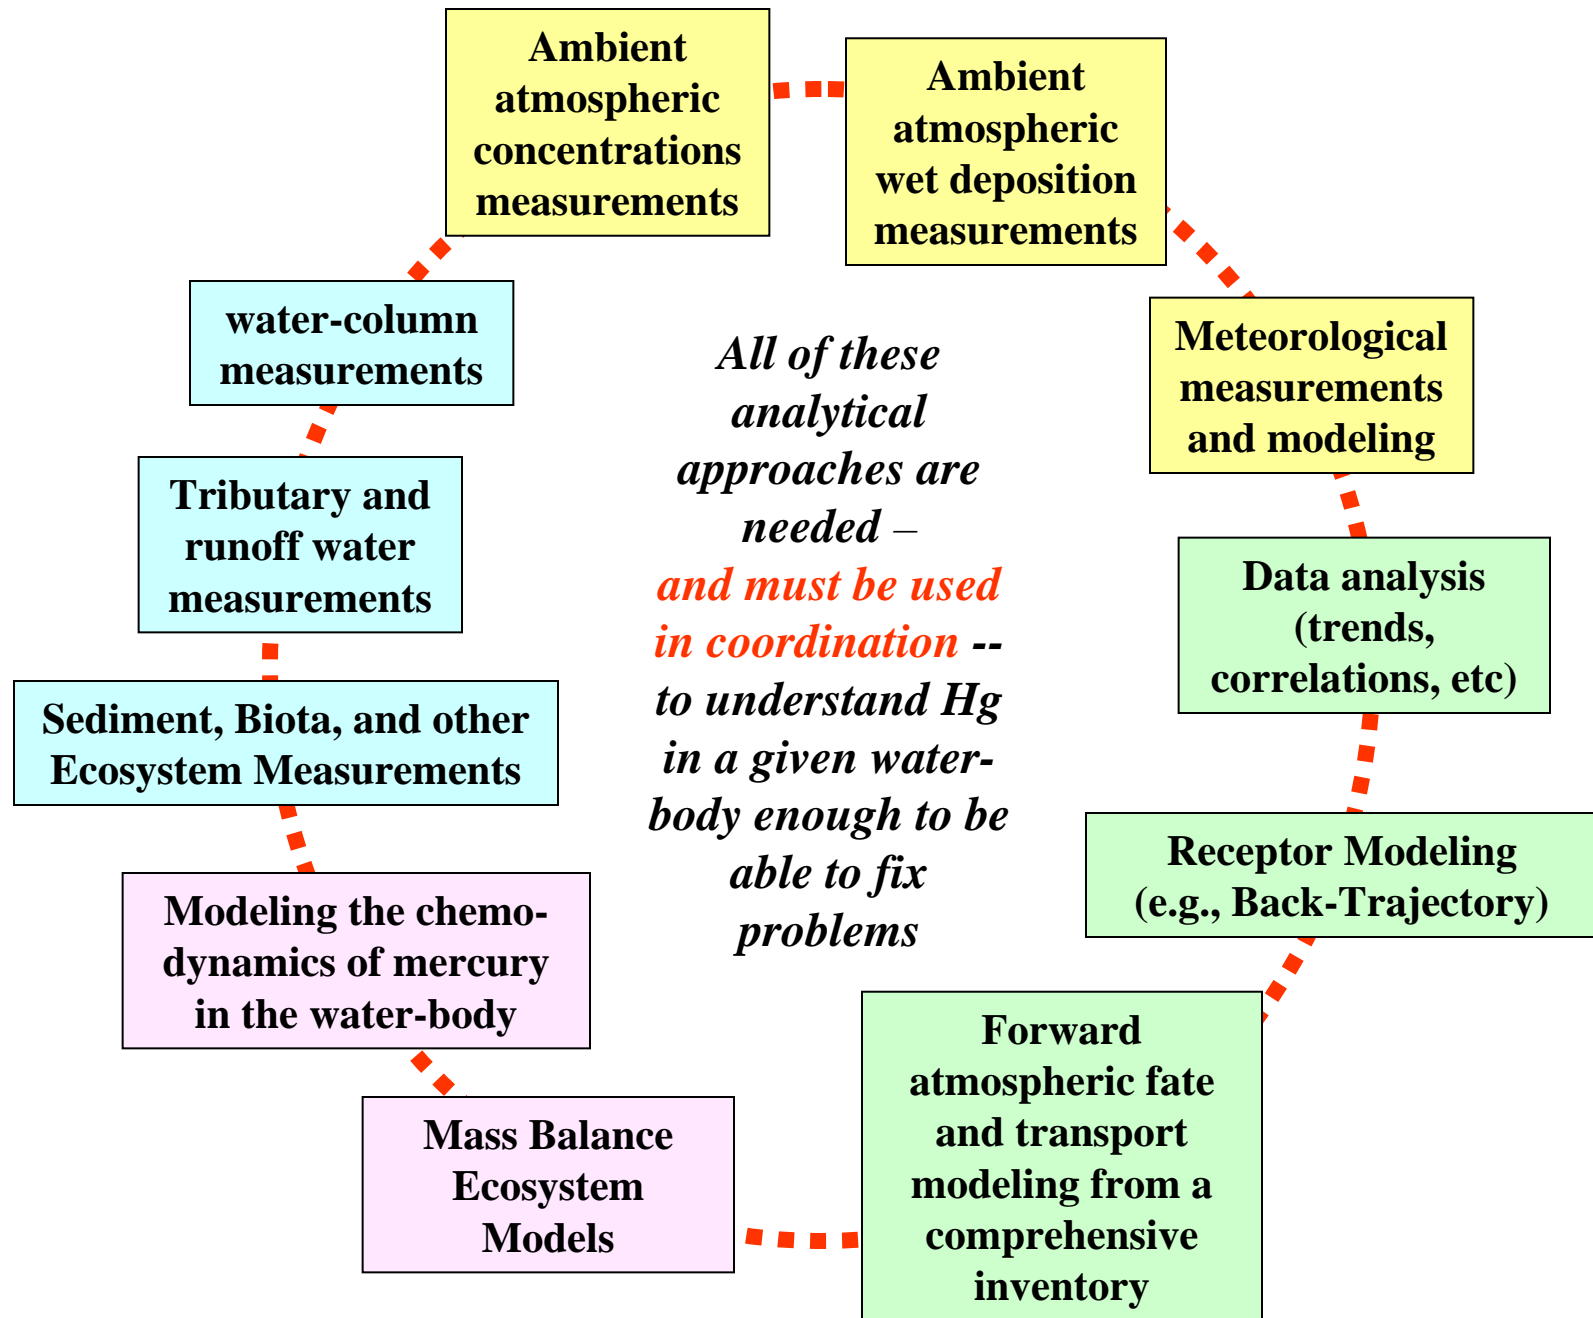 Ambient
atmospheric
concentrations
measurements
Ambient
atmospheric
wet deposition
measurements
Meteorological
measurements
and modeling
Data analysis
(trends,
correlations, etc)
Receptor Modeling
(e.g., Back-Trajectory)
Forward
atmospheric fate
and transport
modeling from a
comprehensive
inventory
Mass Balance
Ecosystem
Models
Modeling the chemo-
dynamics of mercury
in the water-body
Sediment, Biota, and other
Ecosystem Measurements
Tributary and
runoff water
measurements
water-column
measurements
All of these
analytical
approaches are
needed –
and must be used
in coordination --
to understand Hg
in a given water-
body enough to be
able to fix
problems